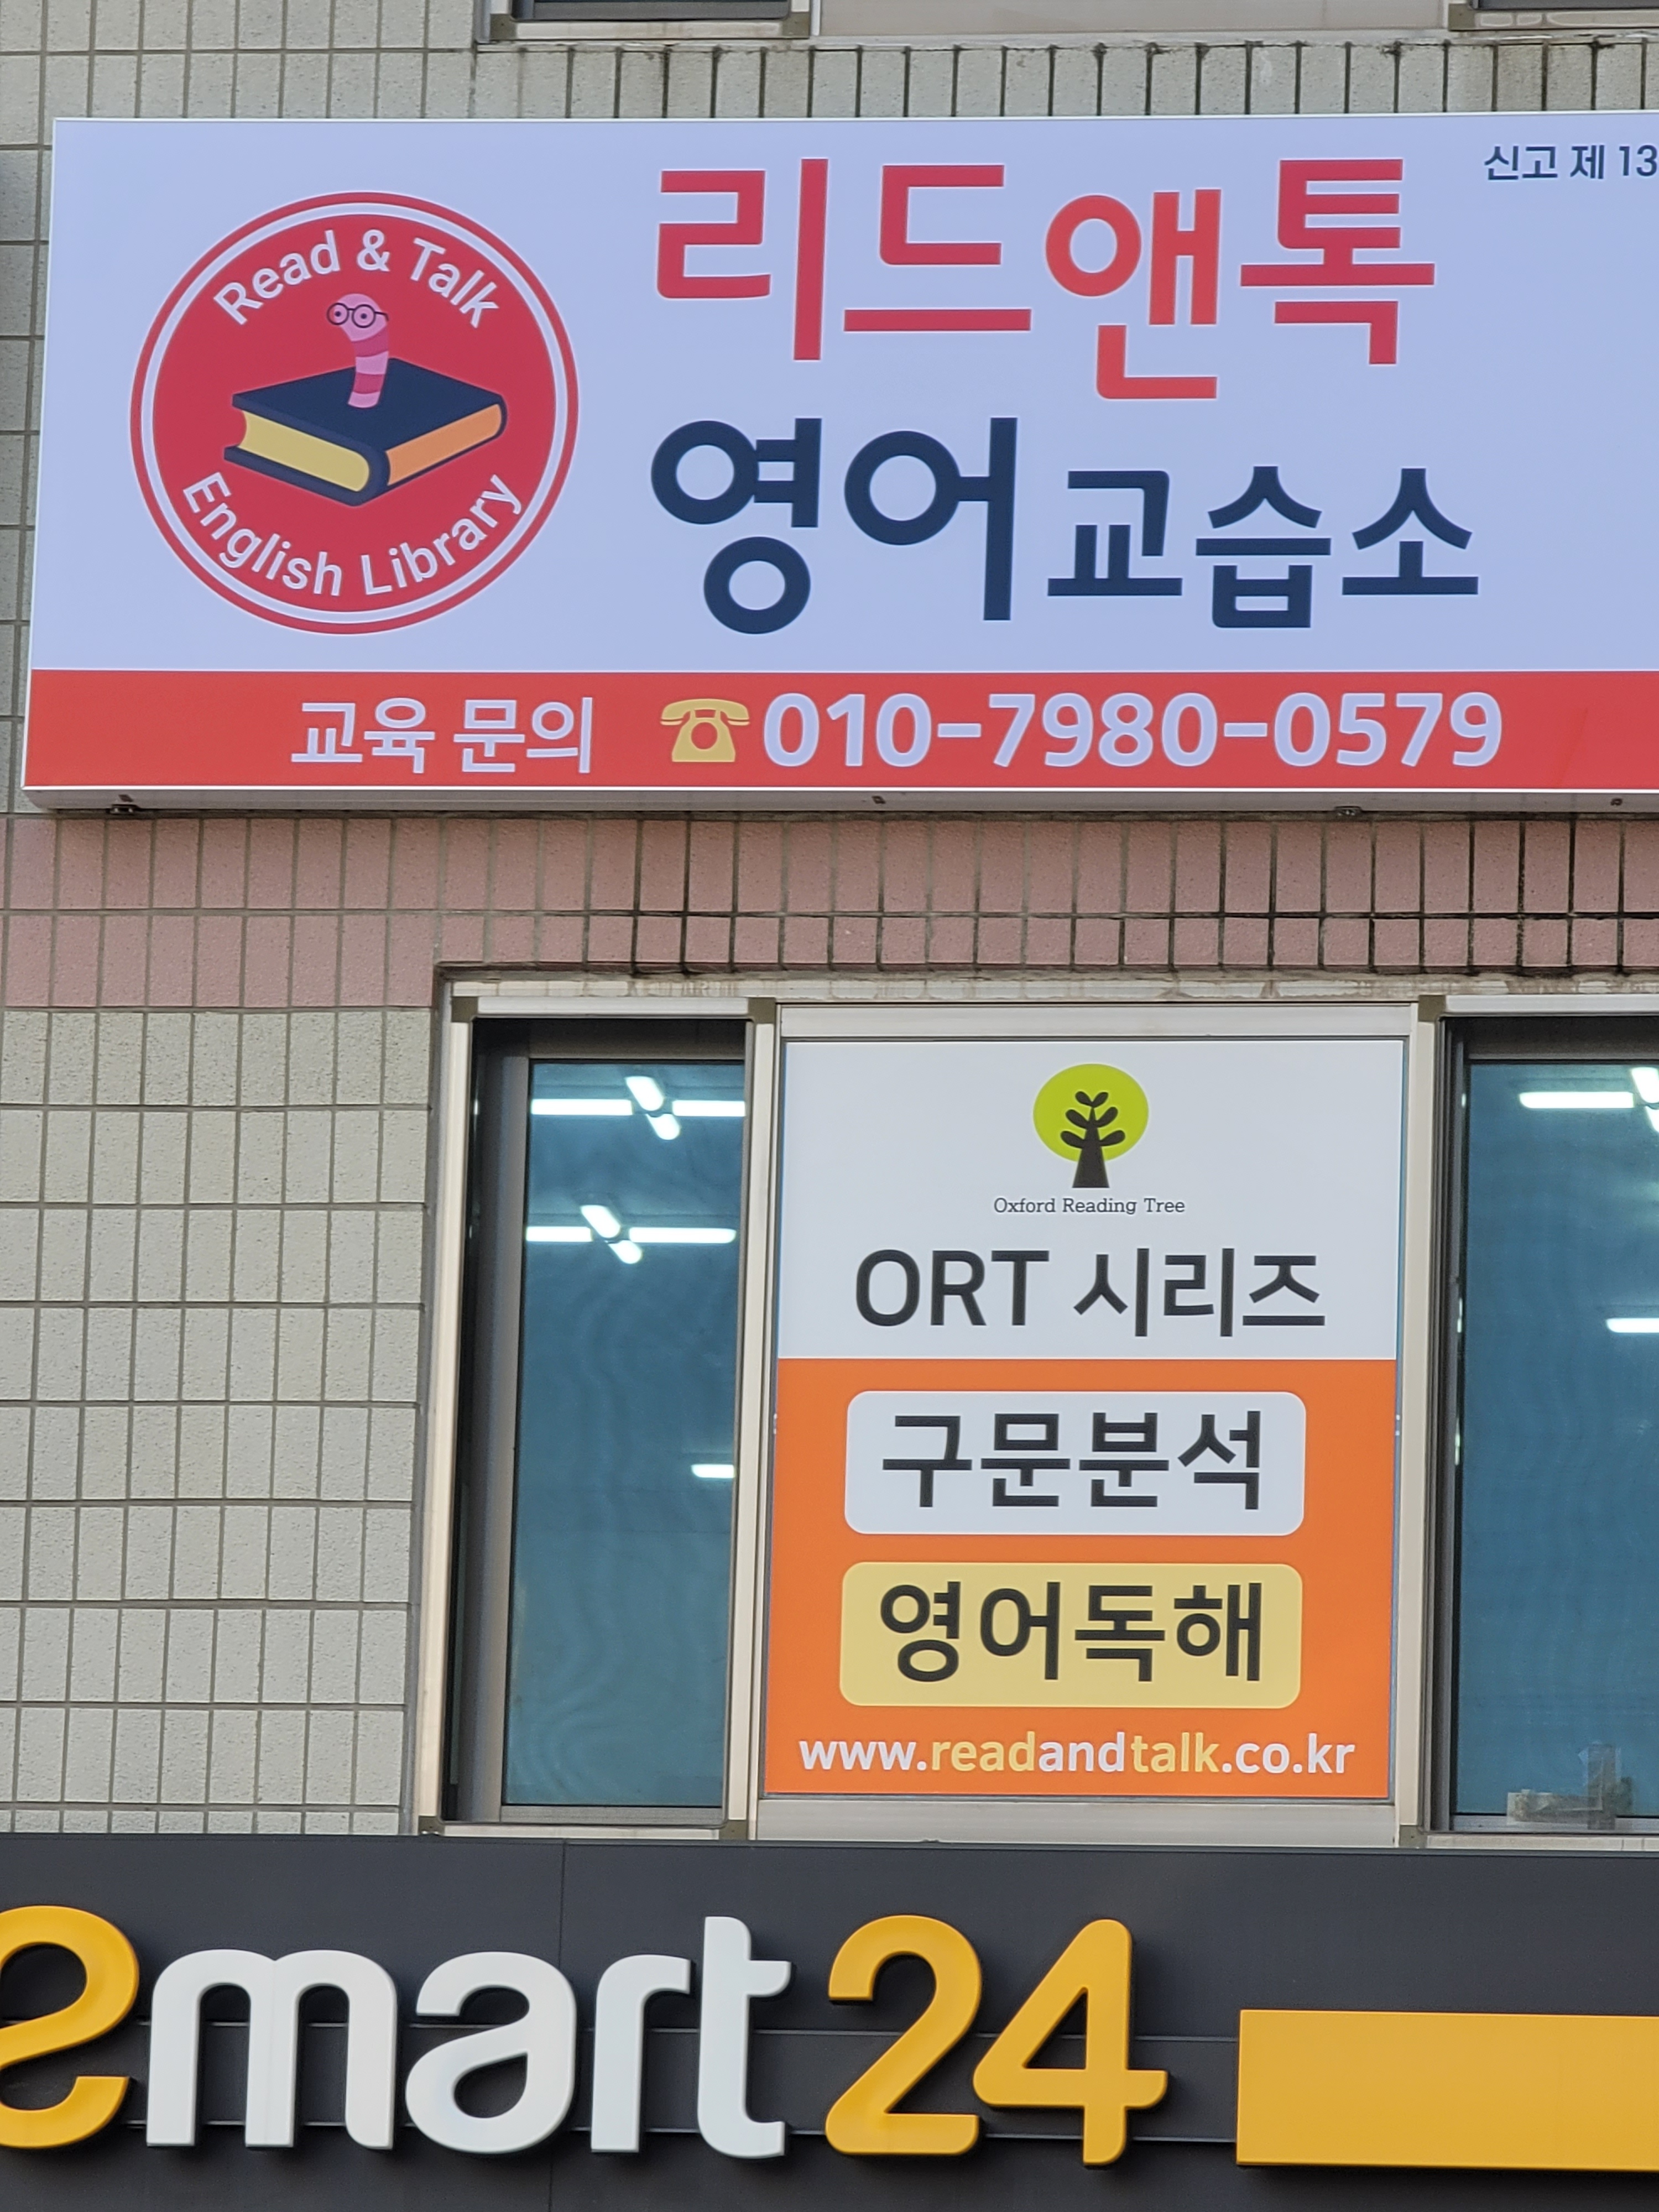 신고 제 13
Read & Talk
English Library
리드앤톡
영어교습소
교육 문의 ☎010-7980-0579
Oxford Reading Tree
ORT 시리즈
구문분석
영어독해
www.readandtalk.co.kr
emart24